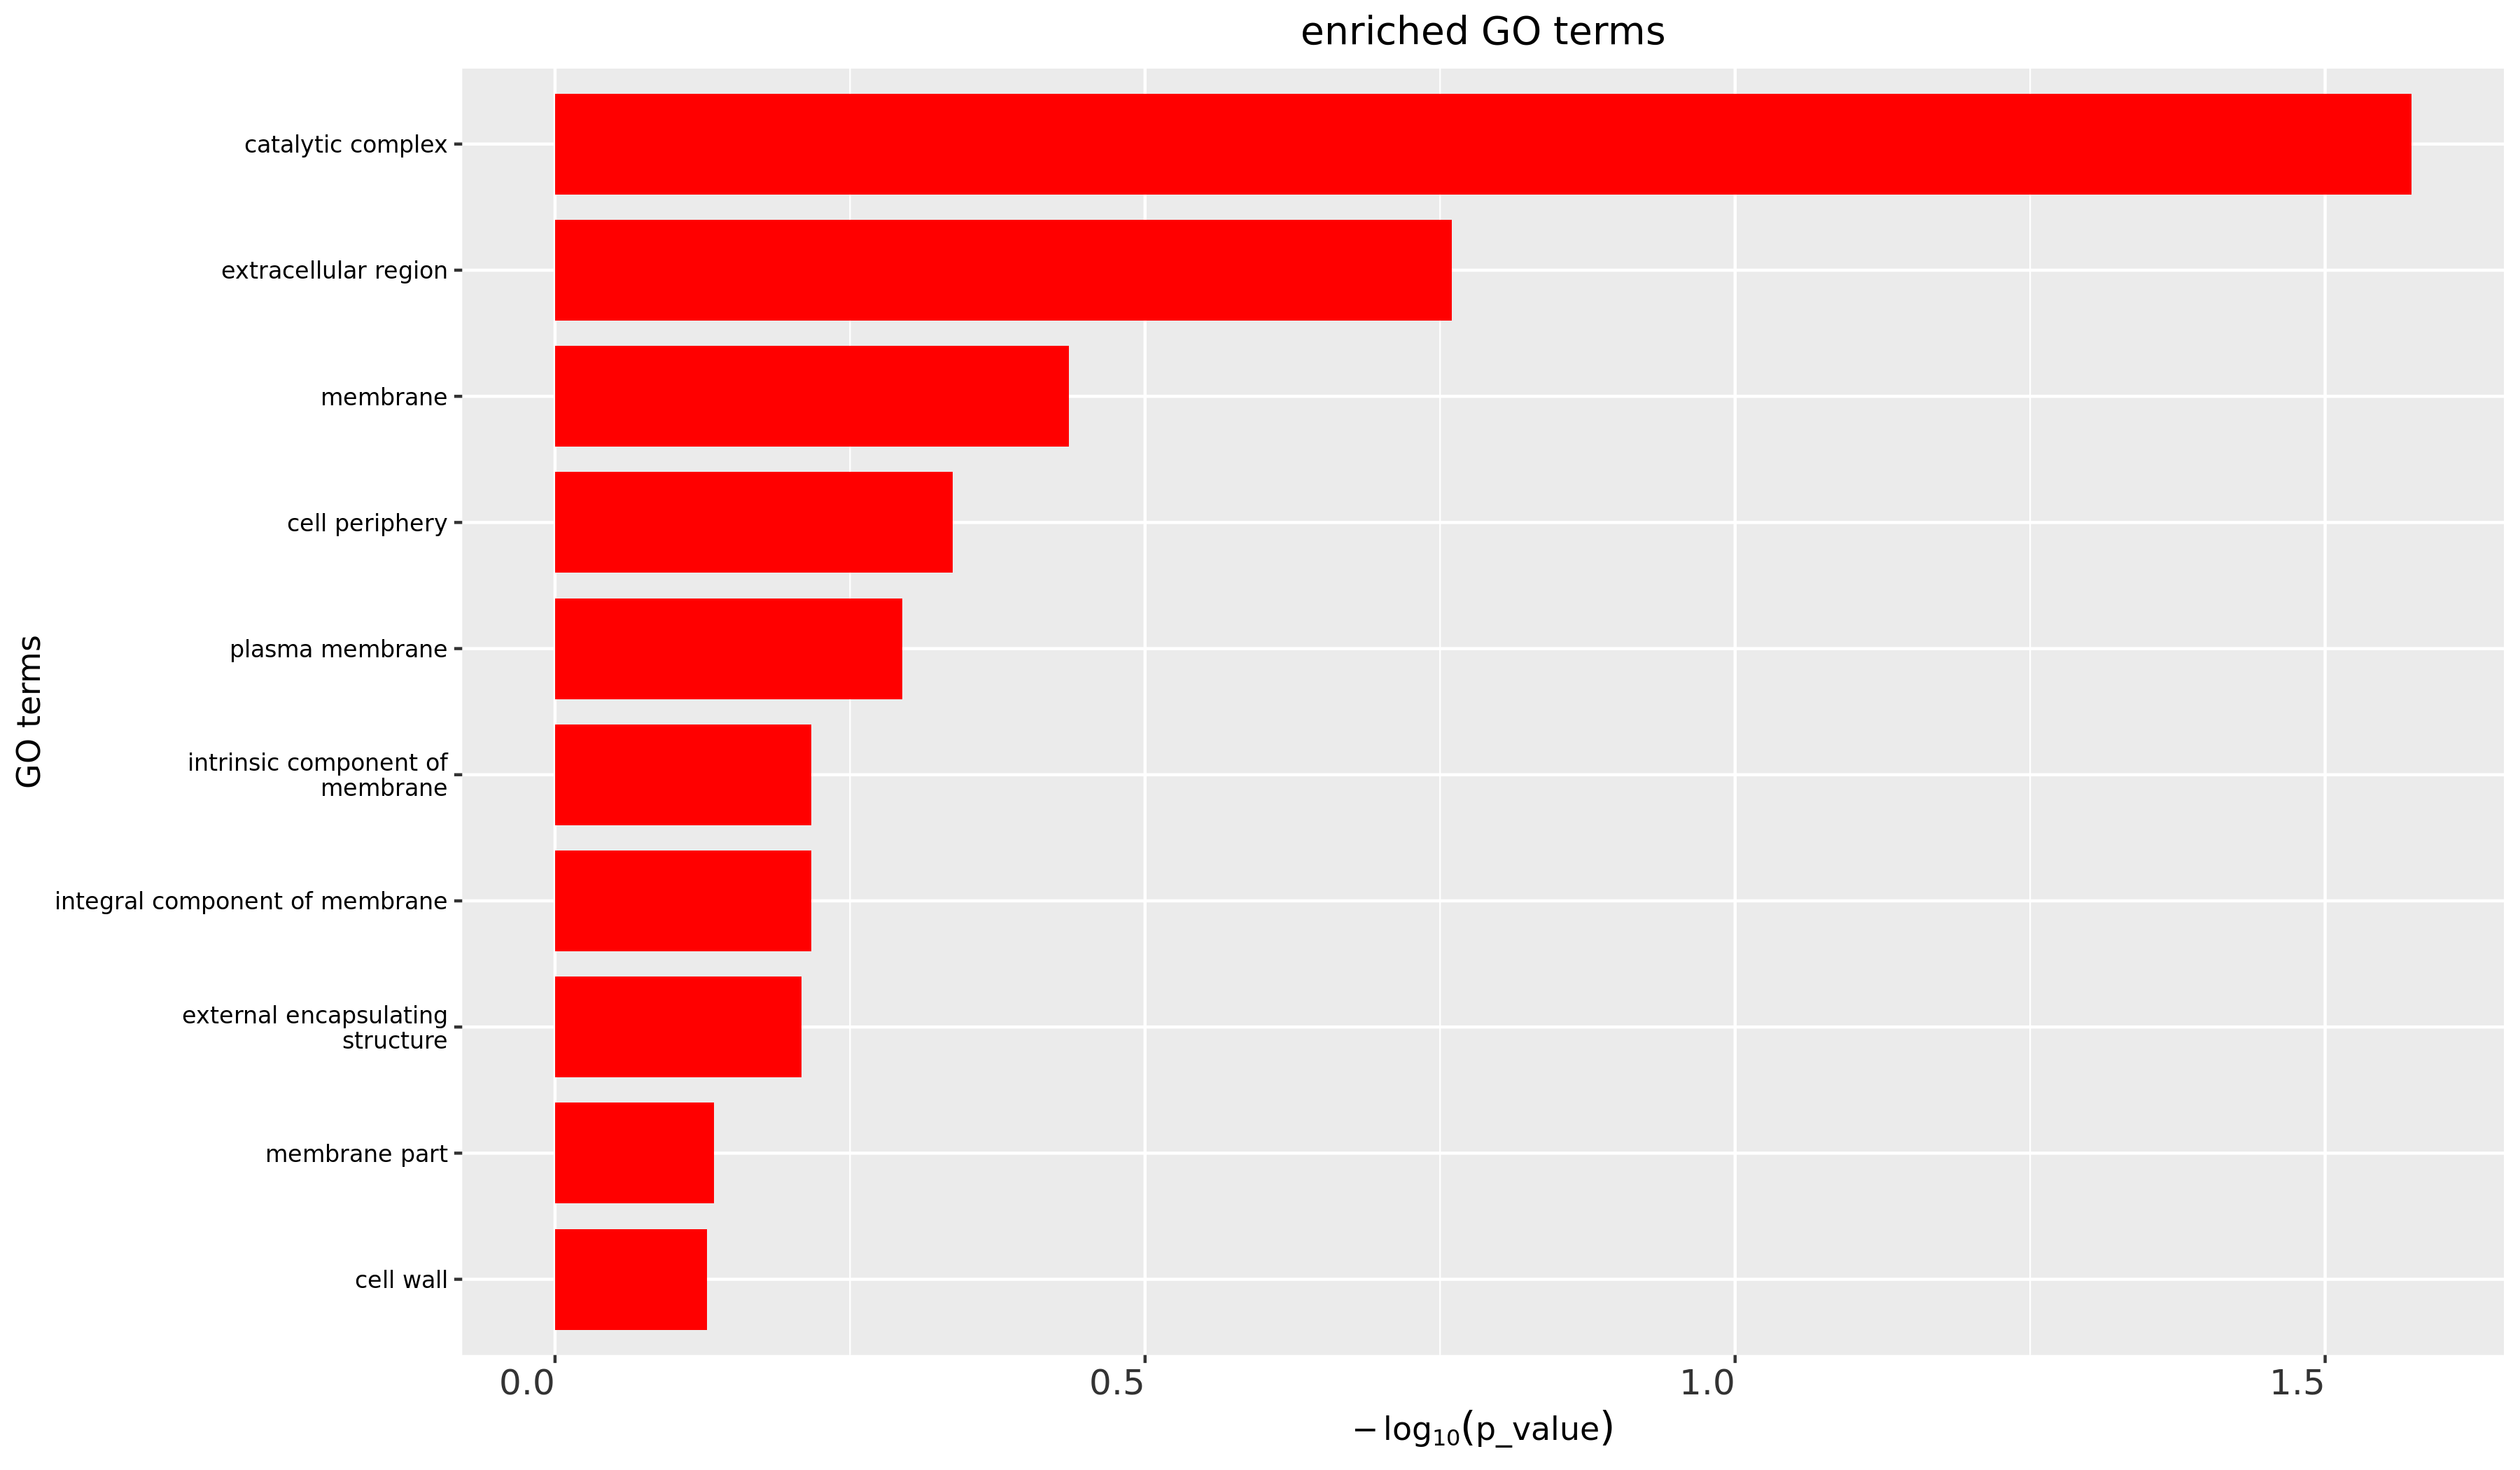 enriched GO terms
GO terms
catalytic complex
extracellular region
membrane
cell periphery
plasma membrane
intrinsic component of
membrane
integral component of membrane
external encapsulating
structure
membrane part
cell wall
0.0 0.5 1.0 1.5
−log₁₀(p_value)